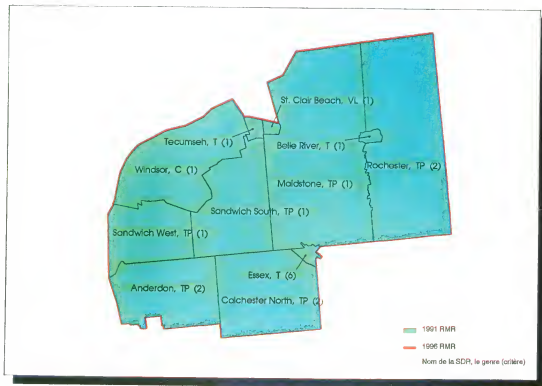 St. Clair Beach, VL (1)
Tecumseh, T (1)
Belle River, T (1)
Windsor, C (1)
Rochester, TP (2)
Maidstone, TP (1)
Sandwich South, TP (1)
Sandwich West, TP (1)
Essex, T (6)
Anderdon, TP (2)
Colchester North, TP (2)
1991 RMR
1996 RMR
Nom de la SDR, le genre (critère)